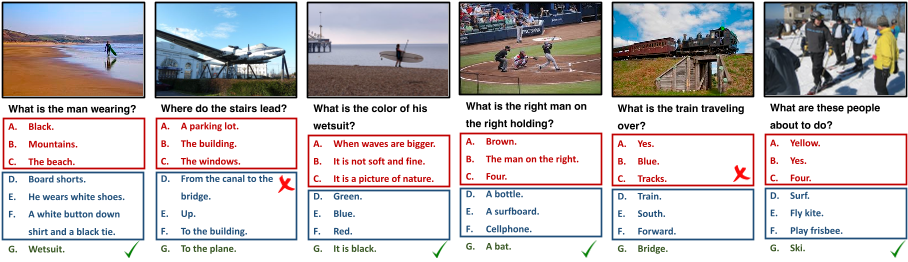 What is the man wearing?
A. Black.
B. Mountains.
C. The beach.
D. Board shorts.
E. He wears white shoes.
F. A white button down
shirt and a black tie.
G. Wetsuit.
Where do the stairs lead?
A. A parking lot.
B. The building.
C. The windows.
D. From the canal to the
bridge.
E. Up.
F. To the building.
G. To the plane.
What is the color of his
wetsuit?
A. When waves are bigger.
B. It is not soft and fine.
C. It is a picture of nature.
D. Green.
E. Blue.
F. Red.
G. It is black.
What is the right man on
the right holding?
A. Brown.
B. The man on the right.
C. Four.
D. A bottle.
E. A surfboard.
F. Cellphone.
G. A bat.
What is the train traveling
over?
A. Yes.
B. Blue.
C. Tracks.
D. Train.
E. South.
F. Forward.
G. Bridge.
What are these people
about to do?
A. Yellow.
B. Yes.
C. Four.
D. Surf.
E. Fly kite.
F. Play frisbee.
G. Ski.